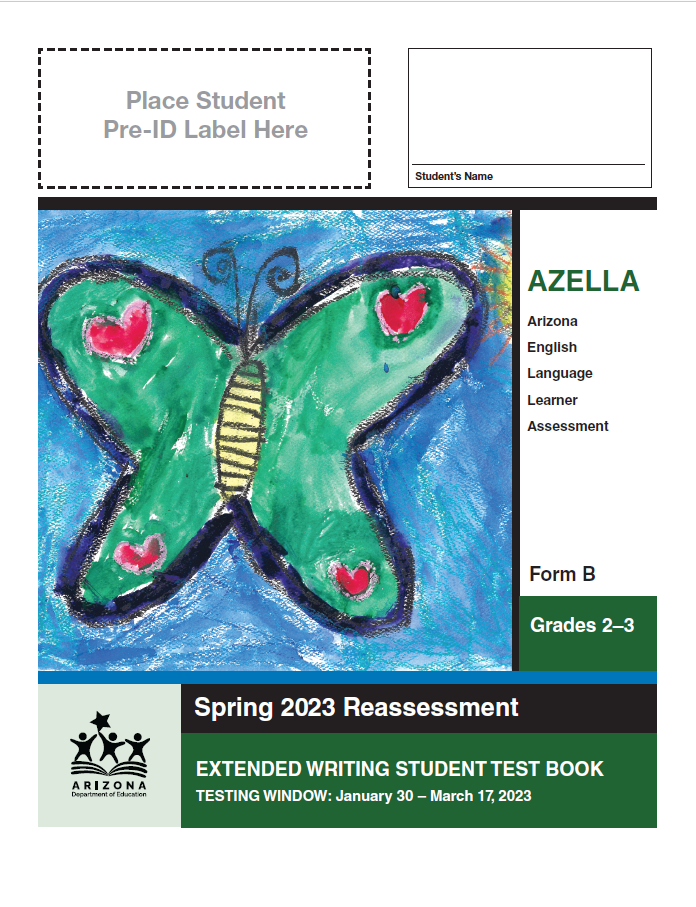 Place Student
Pre-ID Label Here
Student's Name
AZELLA
Arizona
English
Language
Learner
Assessment
Form B
Grades 2–3
Spring 2023 Reassessment
EXTENDED WRITING STUDENT TEST BOOK
TESTING WINDOW: January 30 – March 17, 2023
ARIZONA
Department of Education